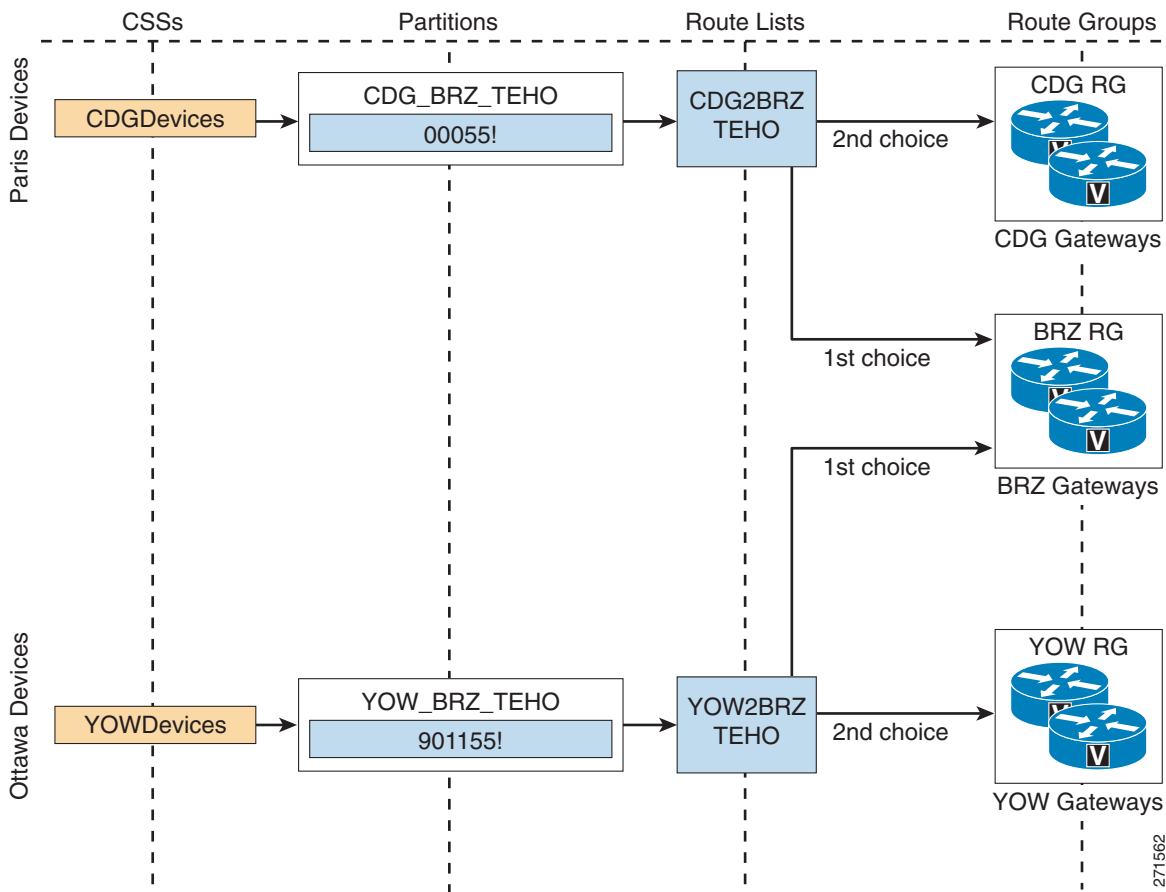 CSSs
Partitions
Route Lists
Route Groups
Paris Devices
CDGDevices
CDG_BRZ_TEHO
00055!
CDG2BRZ
TEHO
2nd choice
CDG RG
V
V
CDG Gateways
1st choice
BRZ RG
V
V
BRZ Gateways
1st choice
Ottawa Devices
YOWDevices
YOW_BRZ_TEHO
901155!
YOW2BRZ
TEHO
2nd choice
YOW RG
V
V
YOW Gateways
271562